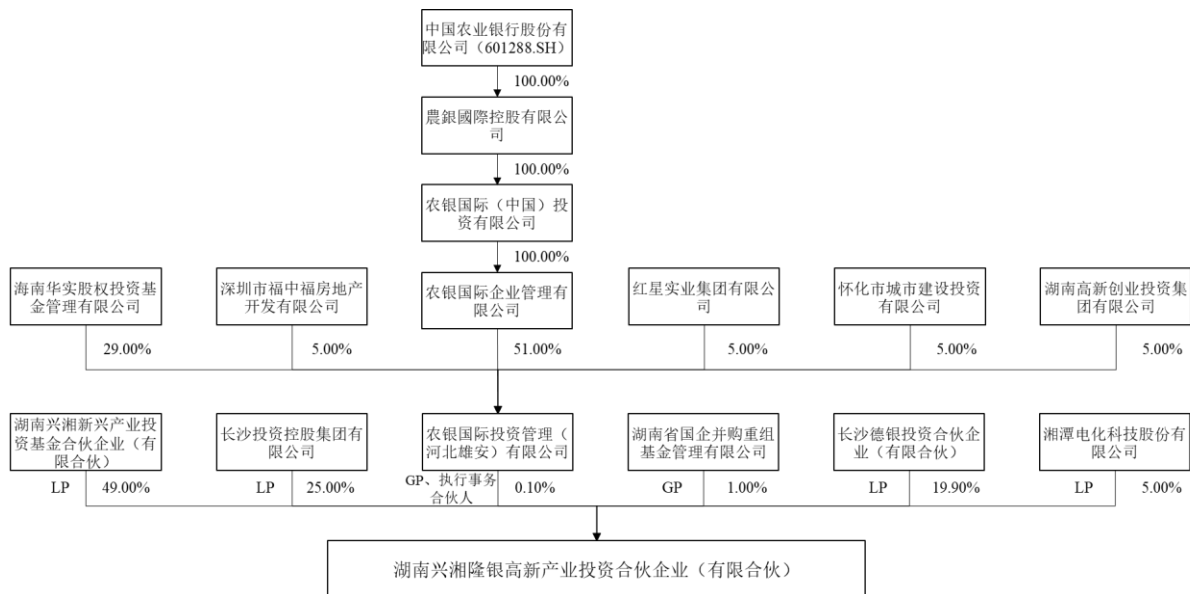 中国农业银行股份有
限公司（601288.SH）
100.00%
農銀國際控股有限公
司
100.00%
农银国际（中国）投
资有限公司
100.00%
海南华实股权投资基
金管理有限公司
深圳市福中福房地产
开发有限公司
农银国际企业管理有
限公司
红星实业集团有限公
司
怀化市城市建设投资
有限公司
湖南高新创业投资集
团有限公司
29.00%
5.00%
51.00%
5.00%
5.00%
5.00%
湖南兴湘新兴产业投
资基金合伙企业（有
限合伙）
长沙投资控股集团有
限公司
农银国际投资管理（
河北雄安）有限公司
湖南省国企并购重组
基金管理有限公司
长沙德银投资合伙企
业（有限合伙）
湘潭电化科技股份有
限公司
LP 49.00%
LP 25.00%
GP、执行事务
合伙人
0.10%
GP 1.00%
LP 19.90%
LP 5.00%
湖南兴湘隆银高新产业投资合伙企业（有限合伙）